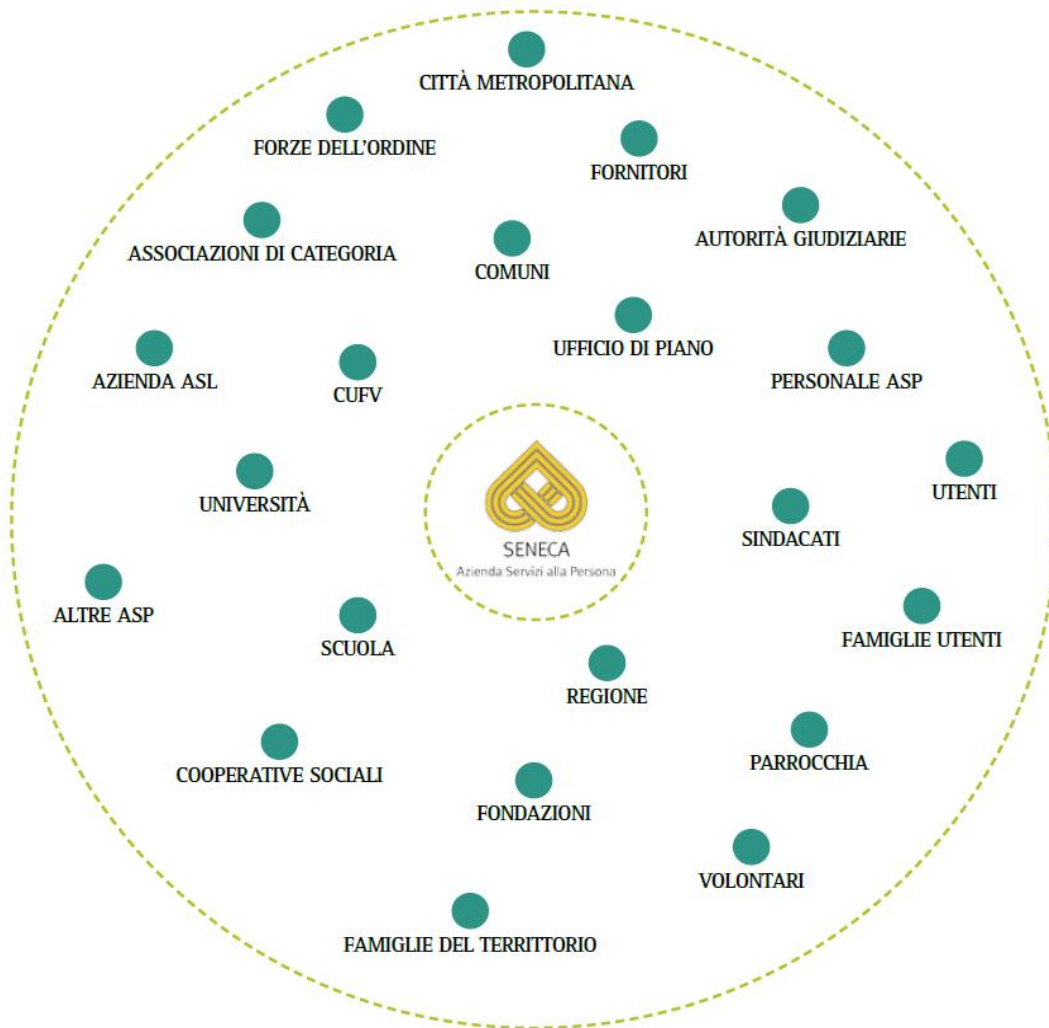 CITTÀ METROPOLITANA
FORZE DELL'ORDINE
FORNITORI
AUTORITÀ GIUDIZIARIE
ASSOCIAZIONI DI CATEGORIA
COMUNI
UFFICIO DI PIANO
AZIENDA ASL
CUFV
PERSONALE ASP
UNIVERSITÀ
UTENTI
SINDACATI
SENECA
Azienda Servizi alla Persona
ALTRE ASP
SCUOLA
FAMIGLIE UTENTI
REGIONE
COOPERATIVE SOCIALI
PARROCCHIA
FONDAZIONI
VOLONTARI
FAMIGLIE DEL TERRITTORIO